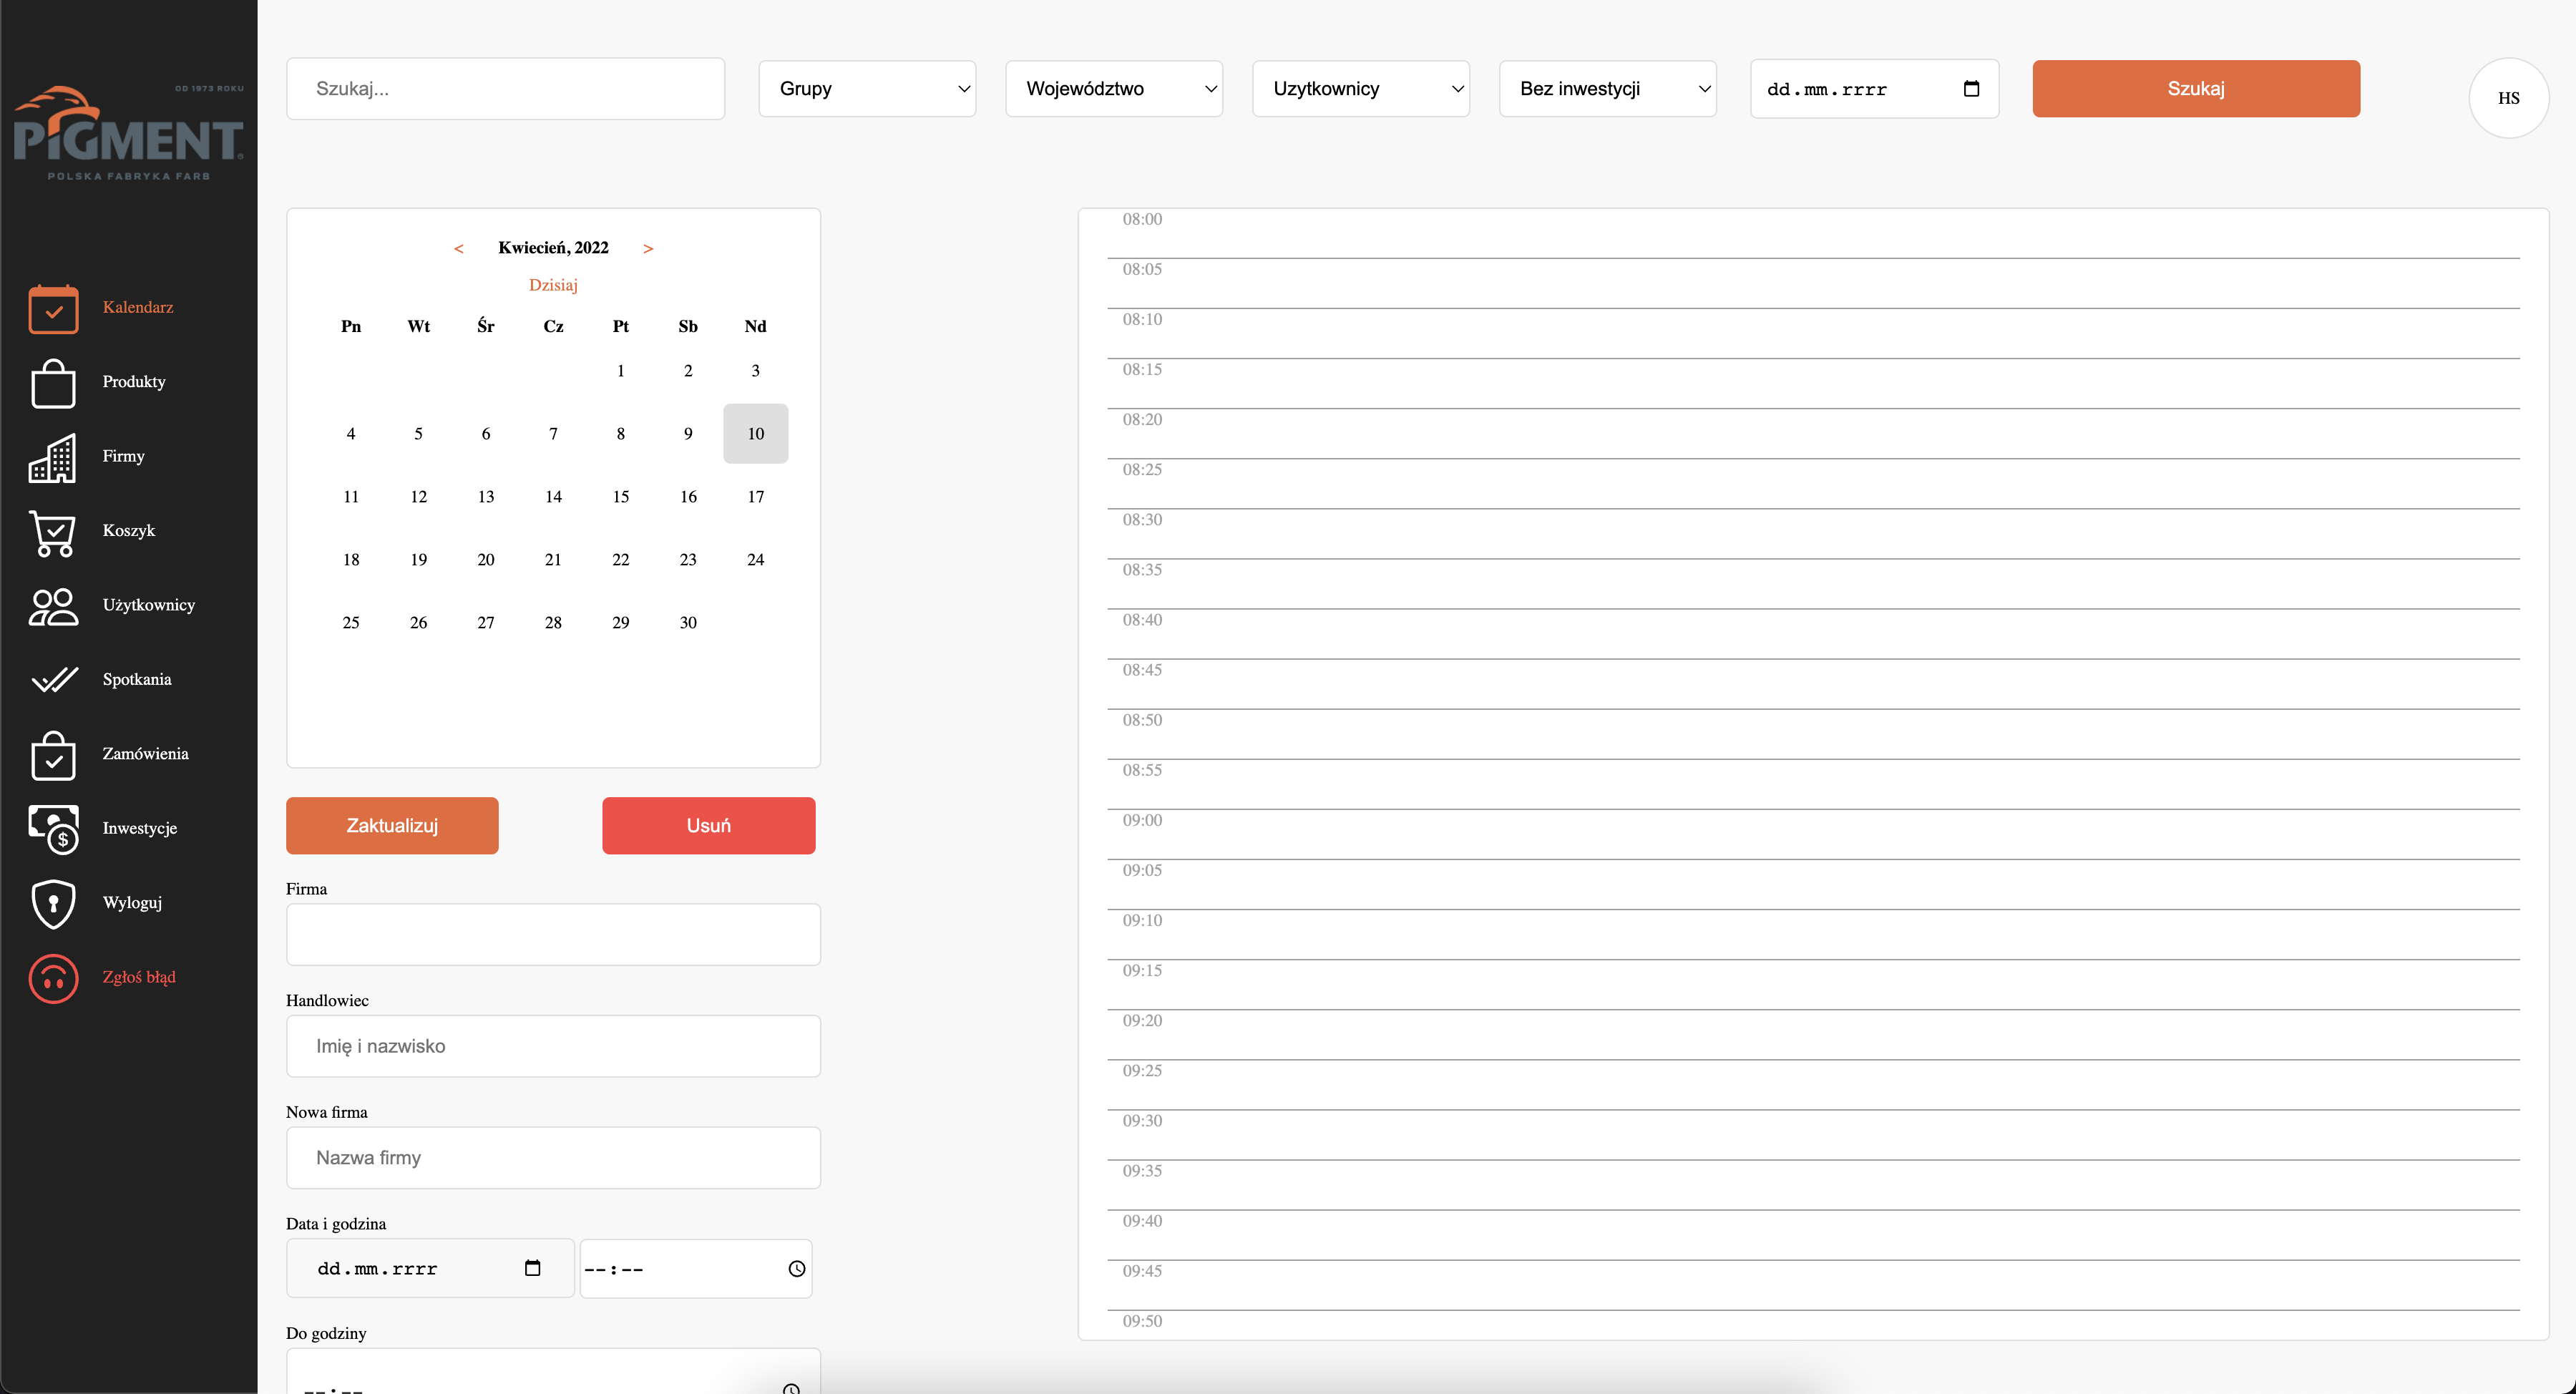 OD 1973 ROKU
PIGMENT®
POLSKA FABRYKA FARB
Kalendarz
Produkty
Firmy
Koszyk
Użytkownicy
Spotkania
Zamówienia
Inwestycje
Wyloguj
Zgłoś błąd
Szukaj...
Grupy
Województwo
Uzytkownicy
Bez inwestycji
dd.mm.rrrr
Szukaj
HS
< Kwiecień, 2022 >
Dzisiaj
Pn Wt Śr Cz Pt Sb Nd
1 2 3
4 5 6 7 8 9 10
11 12 13 14 15 16 17
18 19 20 21 22 23 24
25 26 27 28 29 30
Zaktualizuj
Usuń
Firma
Handlowiec
Imię i nazwisko
Nowa firma
Nazwa firmy
Data i godzina
dd.mm.rrrr
--:--
Do godziny
--:--
08:00
08:05
08:10
08:15
08:20
08:25
08:30
08:35
08:40
08:45
08:50
08:55
09:00
09:05
09:10
09:15
09:20
09:25
09:30
09:35
09:40
09:45
09:50